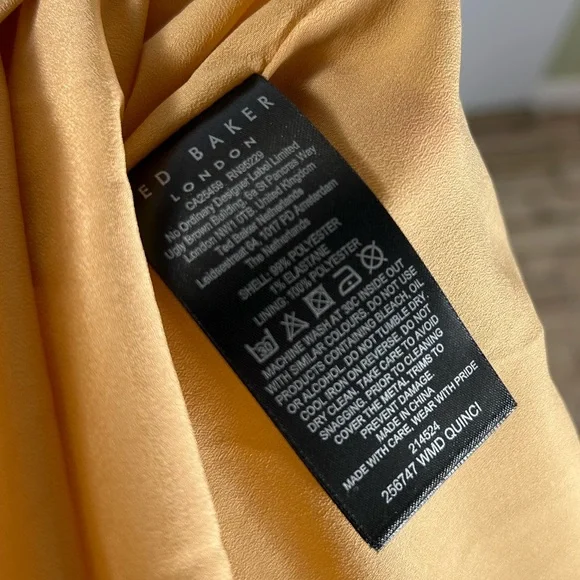 ED BAKER
LONDON
CA25459 RN95229
No Ordinary Designer Label Limited
Ugly Brown Building, 6a St Pancras Way
London NW1 0TB, United Kingdom
Ted Baker Netherlands
Leidsestraat 04, 1017 PD Amsterdam
The Netherlands
SHELL: 99% POLYESTER
1% ELASTANE
LINING: 100% POLYESTER
MACHINE WASH AT 30C INSIDE OUT
WITH SIMILAR COLOURS. DO NOT USE
PRODUCTS CONTAINING BLEACH, OIL
OR ALCOHOL. DO NOT TUMBLE DRY.
COOL IRON ON REVERSE. DO NOT
DRY CLEAN. TAKE CARE TO AVOID
SNAGGING. PRIOR TO CLEANING
COVER THE METAL TRIMS TO
PREVENT DAMAGE.
MADE IN CHINA
MADE WITH CARE. WEAR WITH PRIDE
214524
256747 WMD QUINCI